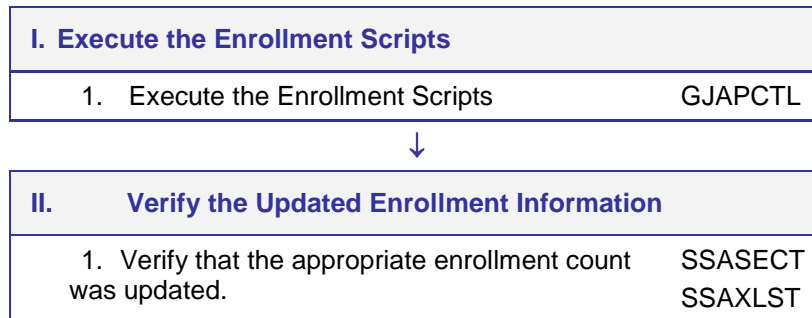 I. Execute the Enrollment Scripts
1. Execute the Enrollment Scripts GJAPCTL
↓
II. Verify the Updated Enrollment Information
1. Verify that the appropriate enrollment count SSASECT
was updated. SSAXLST